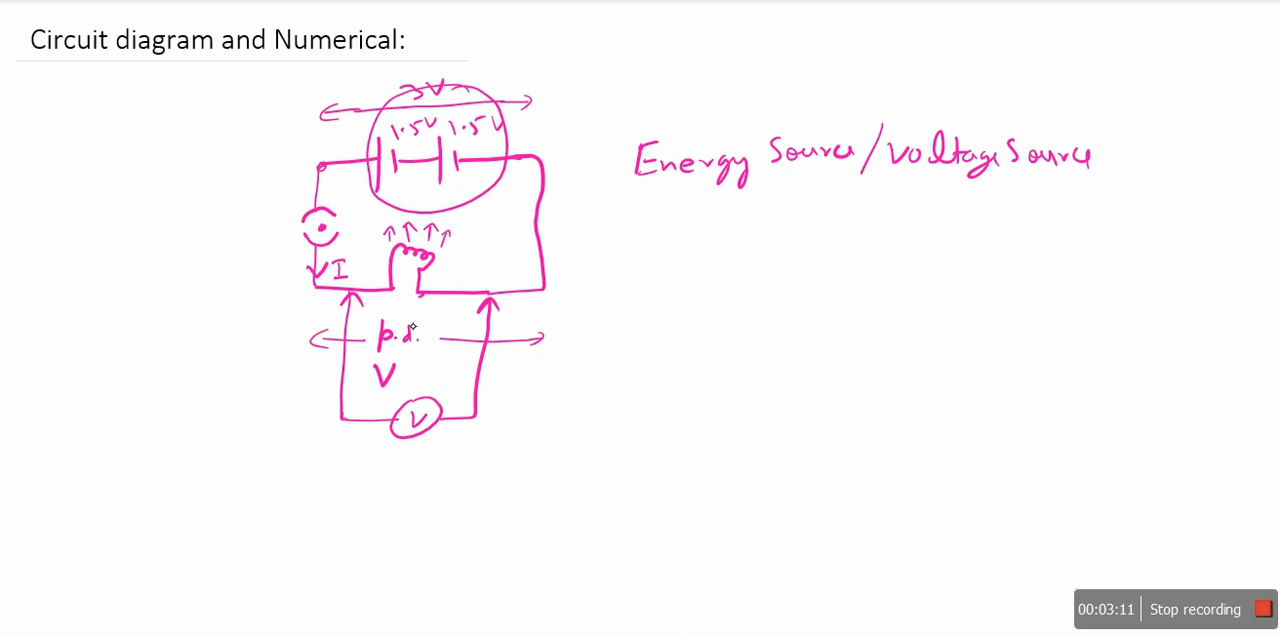 Circuit diagram and Numerical:
3V
1.5V 1.5V
Energy Source/Voltage Source
I
p.d.
V
V
00:03:11 Stop recording